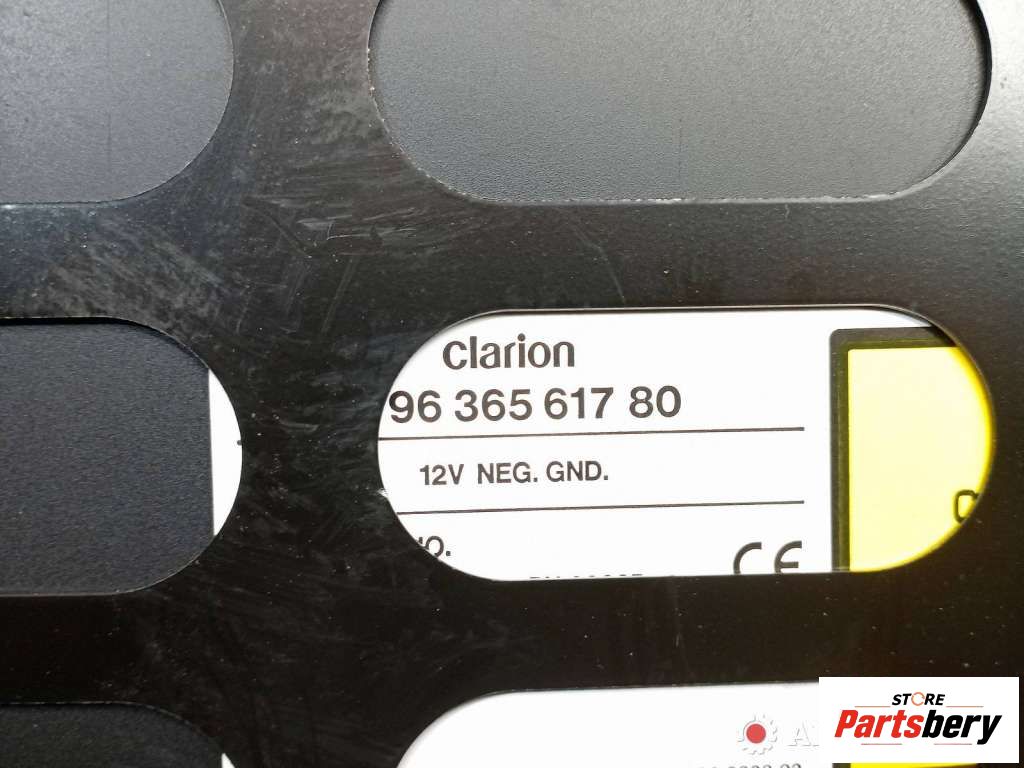 clarion
96 365 617 80
12V NEG. GND.
CE
STORE
Partsbery